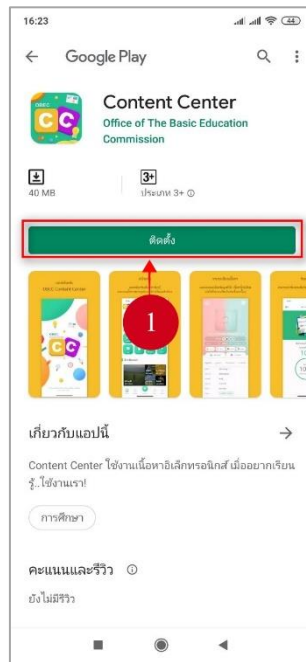 16:23
44
Google Play
OBEC
CC
Content Center
Office of The Basic Education
Commission
3+
40 MB
ประเภท 3+
ติดตั้ง
1
เกี่ยวกับแอปนี้
Content Center ใช้งานเนื้อหาอิเล็กทรอนิกส์ เมื่ออยากเรียน
รู้..ใช้งานเรา!
การศึกษา
คะแนนและรีวิว
ยังไม่มีรีวิว